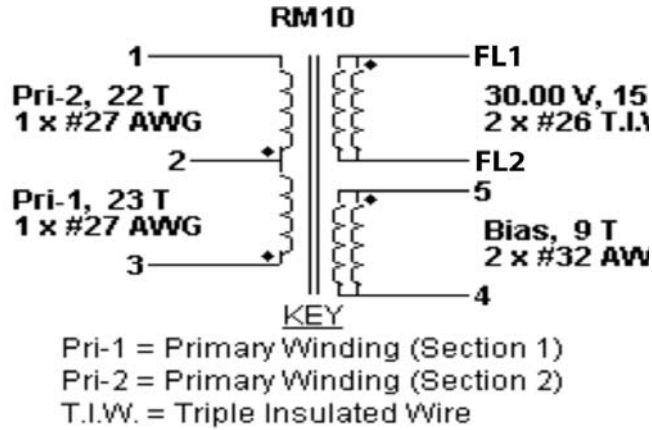 RM10
1
FL1
Pri-2, 22 T
1 x #27 AWG
30.00 V, 15
2 x #26 T.I.
2
FL2
Pri-1, 23 T
1 x #27 AWG
5
Bias, 9 T
2 x #32 AW
3
4
KEY
Pri-1 = Primary Winding (Section 1)
Pri-2 = Primary Winding (Section 2)
T.I.W. = Triple Insulated Wire